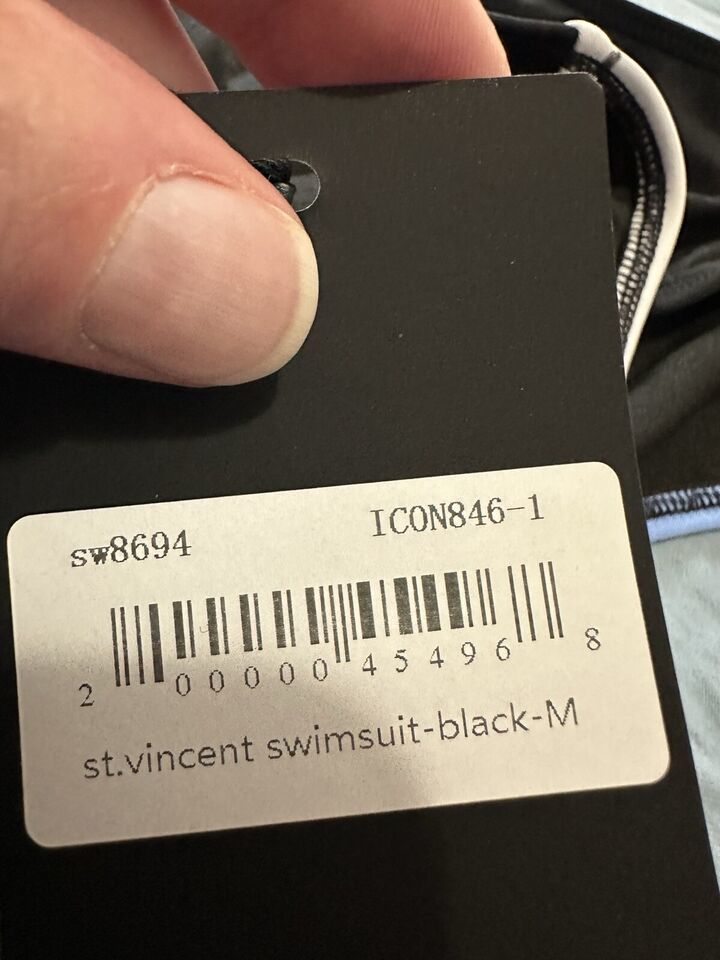 sw8694 ICON846-1
2 00000 45496 8
st.vincent swimsuit-black-M